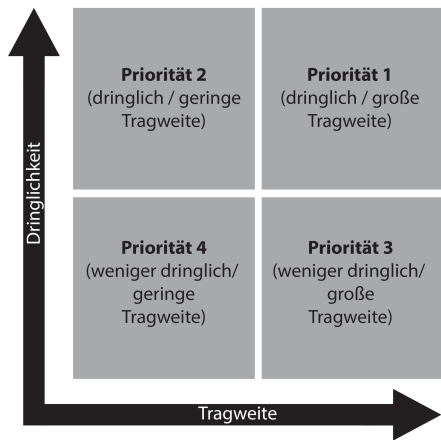 Dringlichkeit
Priorität 2
(dringlich / geringe
Tragweite)
Priorität 1
(dringlich / große
Tragweite)
Priorität 4
(weniger dringlich/
geringe
Tragweite)
Priorität 3
(weniger dringlich/
große
Tragweite)
Tragweite